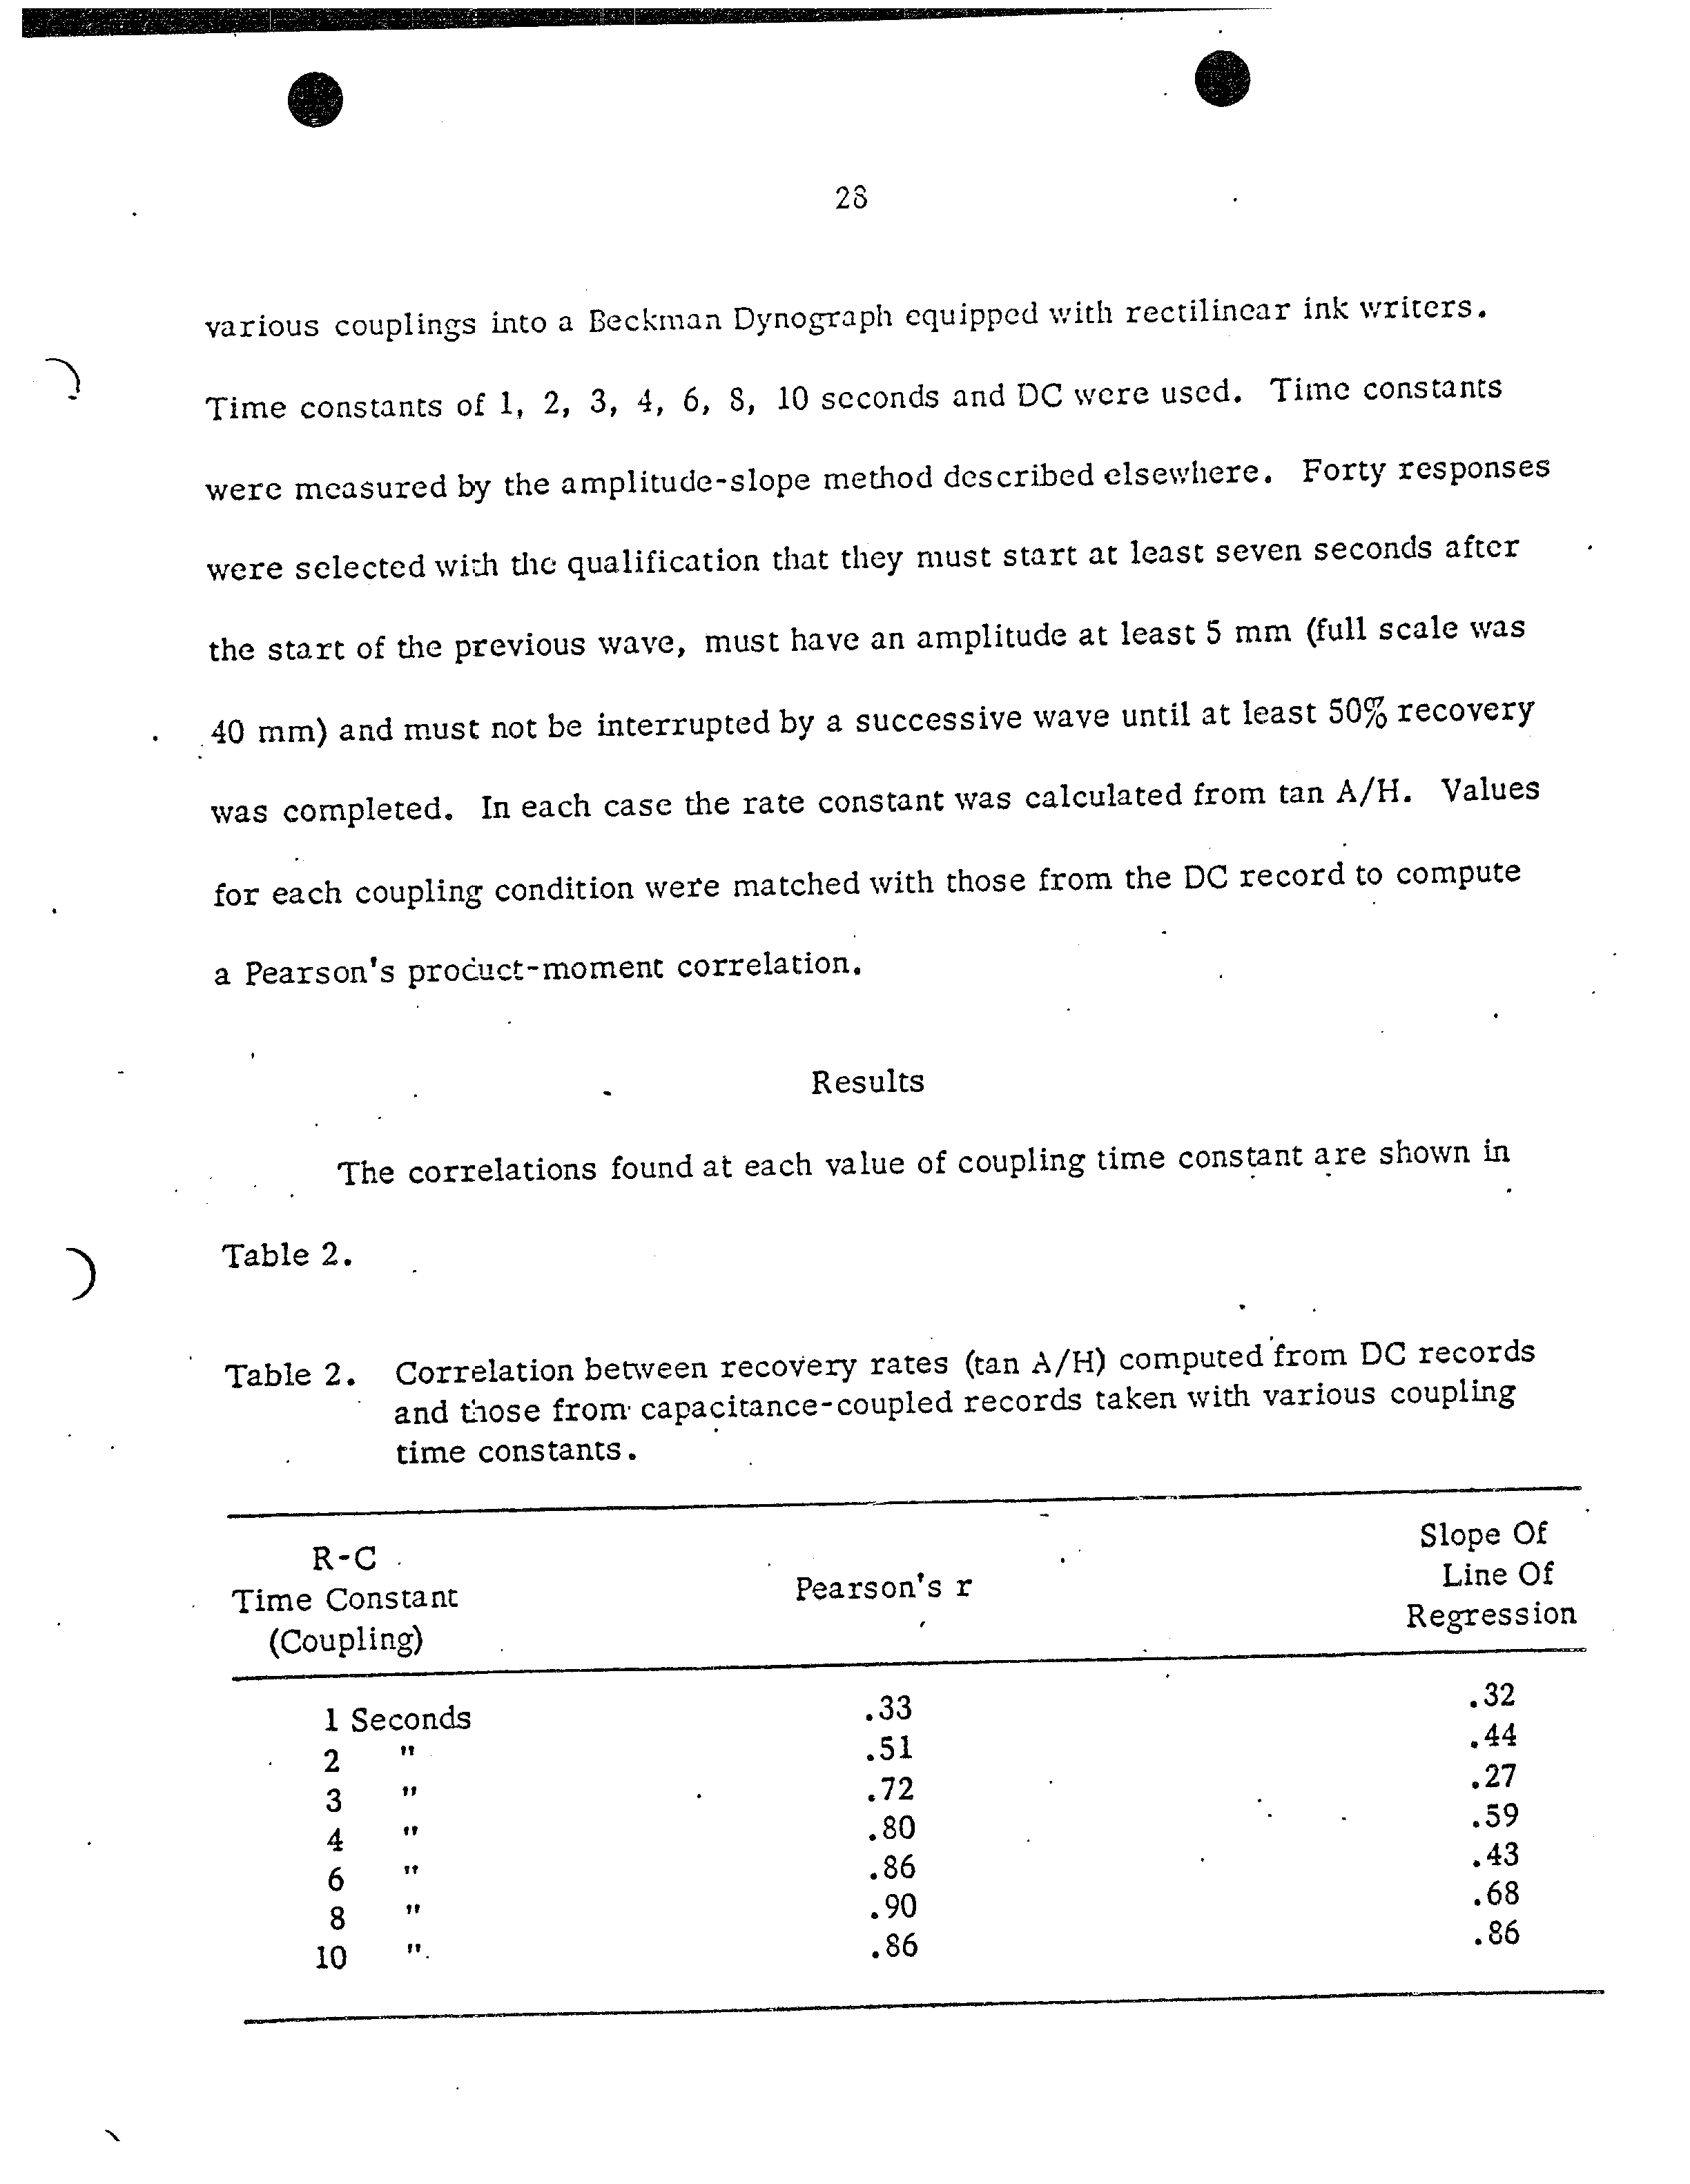 28
various couplings into a Beckman Dynograph equipped with rectilinear ink writers.
Time constants of 1, 2, 3, 4, 6, 8, 10 seconds and DC were used. Time constants
were measured by the amplitude-slope method described elsewhere. Forty responses
were selected with the qualification that they must start at least seven seconds after
the start of the previous wave, must have an amplitude at least 5 mm (full scale was
40 mm) and must not be interrupted by a successive wave until at least 50% recovery
was completed. In each case the rate constant was calculated from tan A/H. Values
for each coupling condition were matched with those from the DC record to compute
a Pearson's product-moment correlation.
Results
The correlations found at each value of coupling time constant are shown in
Table 2.
Table 2. Correlation between recovery rates (tan A/H) computed from DC records
and those from capacitance-coupled records taken with various coupling
time constants.
R-C
Time Constant
(Coupling)
Pearson's r
Slope Of
Line Of
Regression
1 Seconds .33 .32
2 " .51 .44
3 " .72 .27
4 " .80 .59
6 " .86 .43
8 " .90 .68
10 " .86 .86